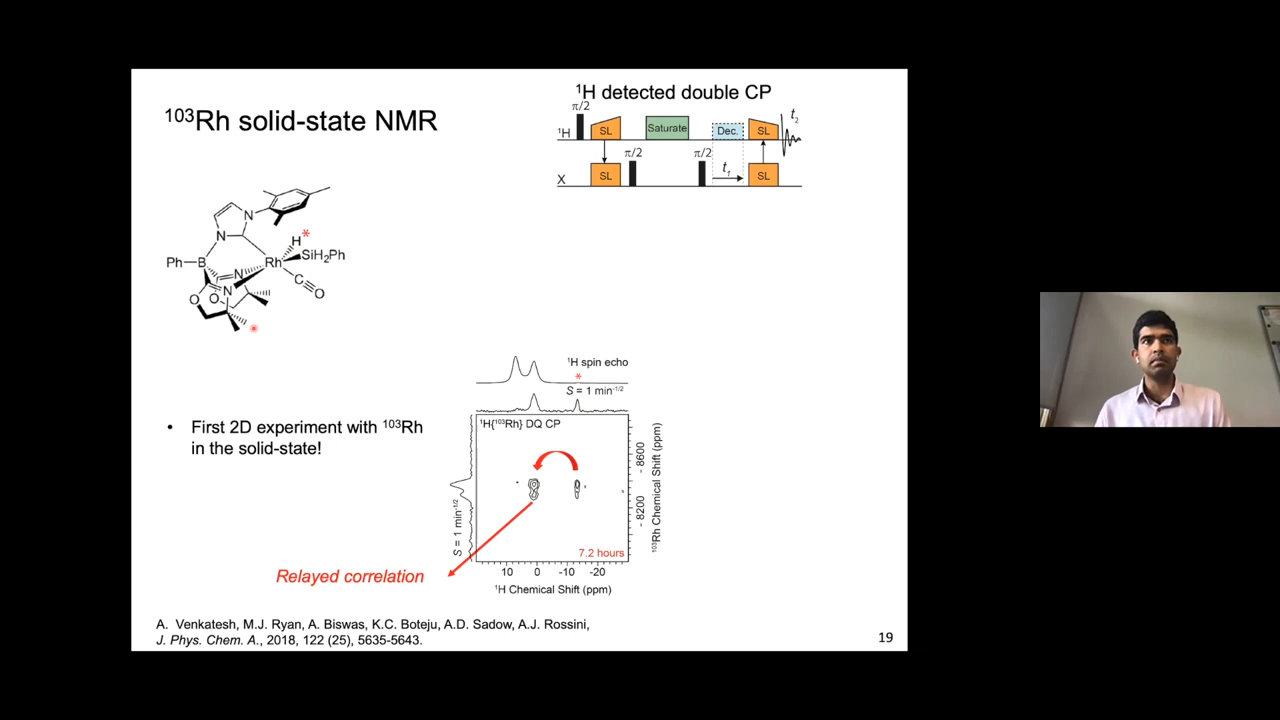 ¹⁰³Rh solid-state NMR
¹H detected double CP
π/2
t₂
¹H
SL
Saturate
Dec.
SL
π/2
π/2
t₁
X
SL
SL
N
N
H
*
Ph
B
Rh
SiH₂Ph
N
N
C
O
O
O
*
¹H spin echo
*
S = 1 min⁻¹/²
¹H{¹⁰³Rh} DQ CP
• First 2D experiment with ¹⁰³Rh
in the solid-state!
- 8600
- 8200
¹⁰³Rh Chemical Shift (ppm)
S = 1 min⁻¹/²
7.2 hours
10 0 -10 -20
¹H Chemical Shift (ppm)
Relayed correlation
A. Venkatesh, M.J. Ryan, A. Biswas, K.C. Boteju, A.D. Sadow, A.J. Rossini,
J. Phys. Chem. A., 2018, 122 (25), 5635-5643.
19